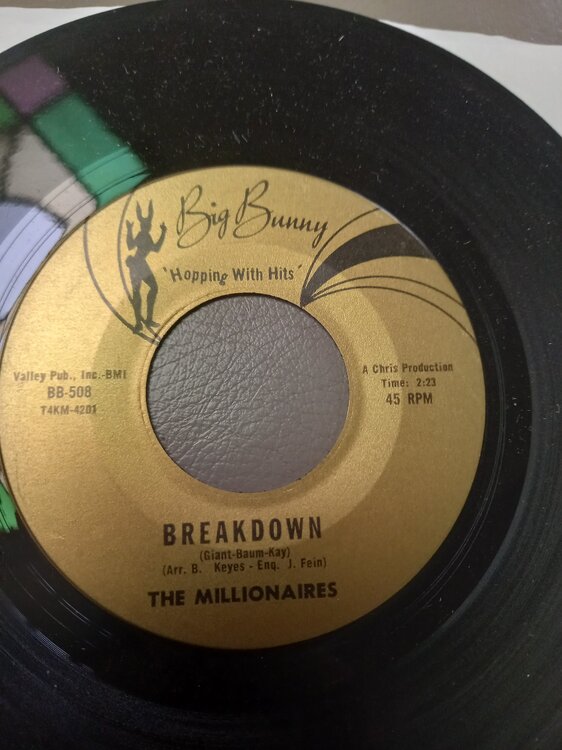 Big Bunny
'Hopping With Hits'
Valley Pub., Inc.-BMI
BB-508
T4KM-4201
A Chris Production
Time: 2:23
45 RPM
BREAKDOWN
(Giant-Baum-Kay)
(Arr. B. Keyes - Eng. J. Fein)
THE MILLIONAIRES